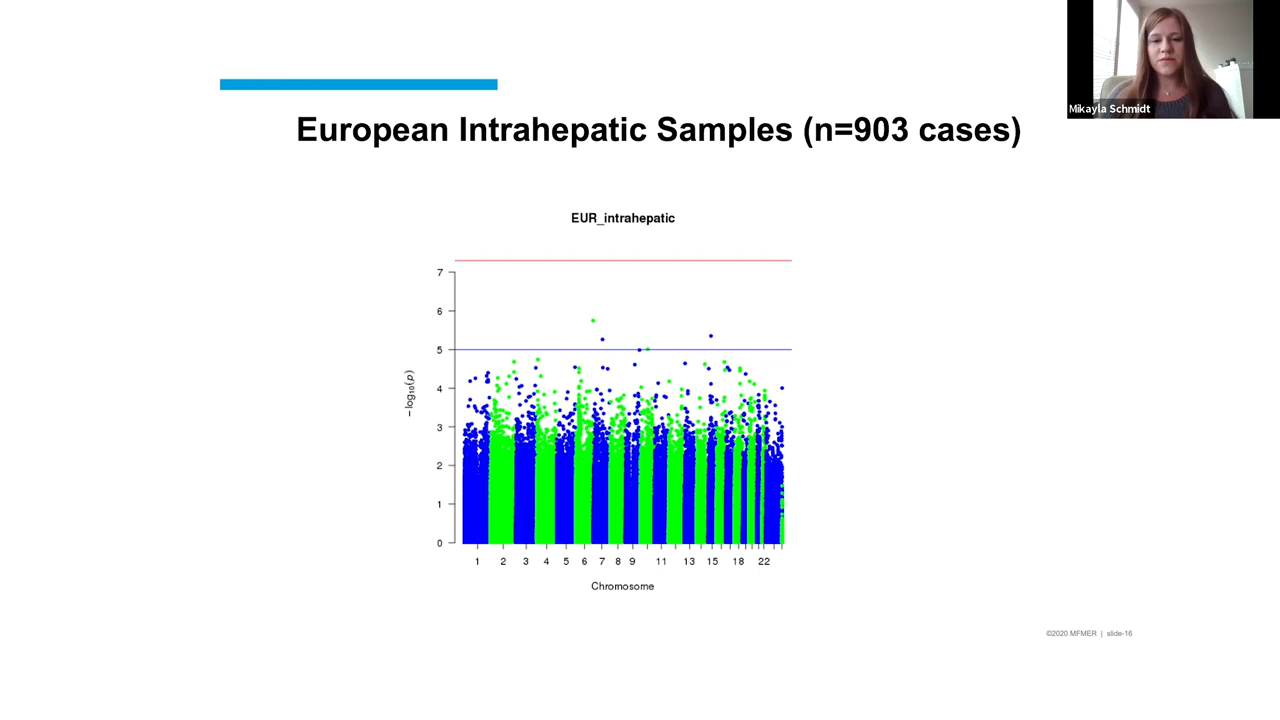 Mikayla Schmidt
European Intrahepatic Samples (n=903 cases)
EUR_intrahepatic
7
6
5
4
3
2
1
0
−log₁₀(p)
1 2 3 4 5 6 7 8 9 11 13 15 18 22
Chromosome
©2020 MFMER | slide-16